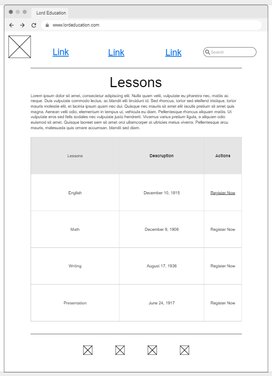 Lord Education
www.lordeducation.com
Link Link Link Search
Lessons
Lorem ipsum dolor sit amet, consectetur adipiscing elit. Nulla quam velit, vulputate eu pharetra nec, mattis ac
neque. Duis vulputate commodo lectus, ac blandit elit tincidunt id. Sed rhoncus, tortor sed eleifend tristique, tortor
mauris molestie elit, et lacinia ipsum quam nec dui. Quisque nec mauris sit amet elit iaculis pretium sit amet quis
magna. Aenean velit odio, elementum in tempus ut, vehicula eu diam. Pellentesque rhoncus aliquam mattis. Ut
vulputate eros sed felis sodales nec vulputate justo hendrerit. Vivamus varius pretium ligula, a aliquam odio
euismod sit amet. Quisque laoreet sem sit amet orci ullamcorper at ultricies metus viverra. Pellentesque arcu
mauris, malesuada quis ornare accumsan, blandit sed diam.
Lessons Description Actions
English December 10, 1815 Register Now
Math December 9, 1906 Register Now
Writing August 17, 1936 Register Now
Presentation June 24, 1917 Register Now